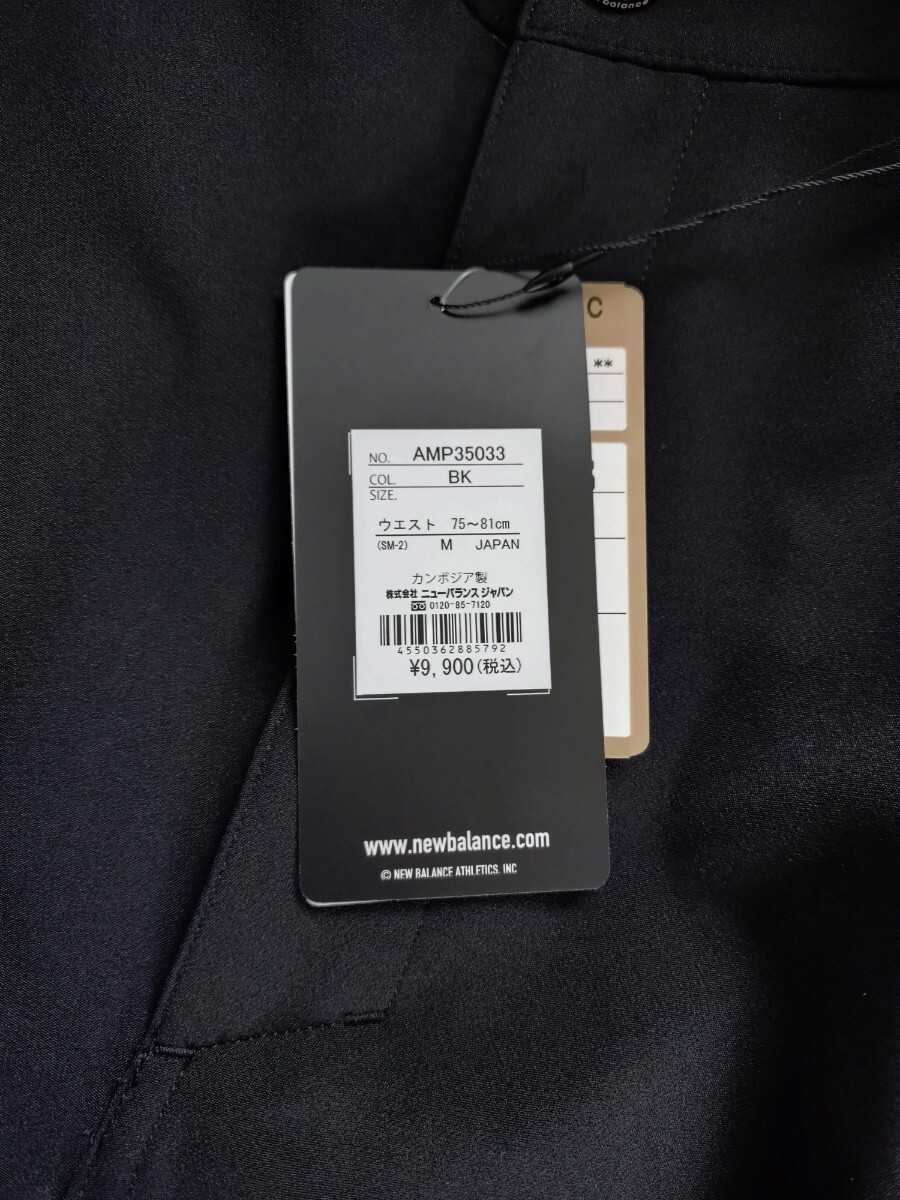 balance
C
**
NO. AMP35033
COL. BK
SIZE.
ウエスト 75～81cm
(SM-2) M JAPAN
カンボジア製
株式会社 ニューバランス ジャパン
0120-85-7120
4550362885792
¥9,900(税込)
www.newbalance.com
© NEW BALANCE ATHLETICS. INC